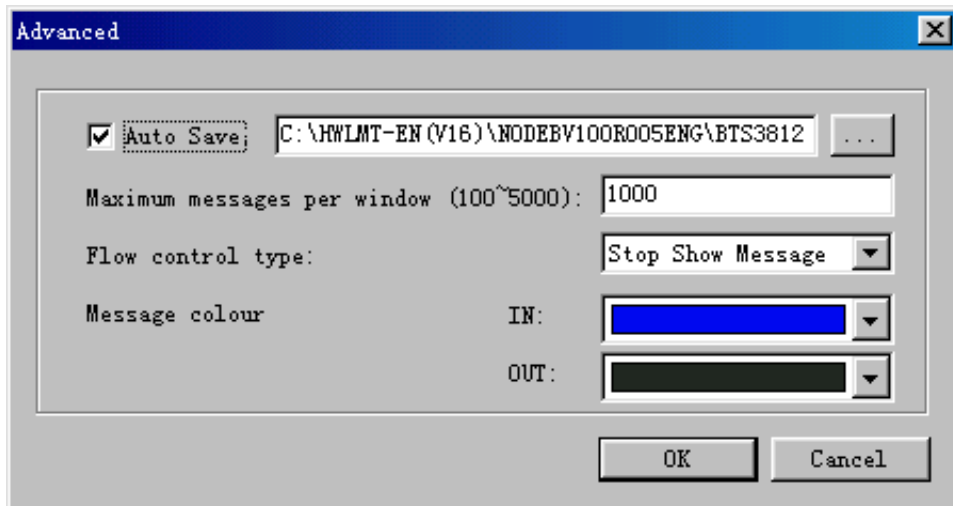 Advanced
Auto Save; C:\HWLMT-EN(V16)\NODEBV100R005ENG\BTS3812 ...
Maximum messages per window (100~5000): 1000
Flow control type: Stop Show Message
Message colour IN:
OUT:
OK Cancel